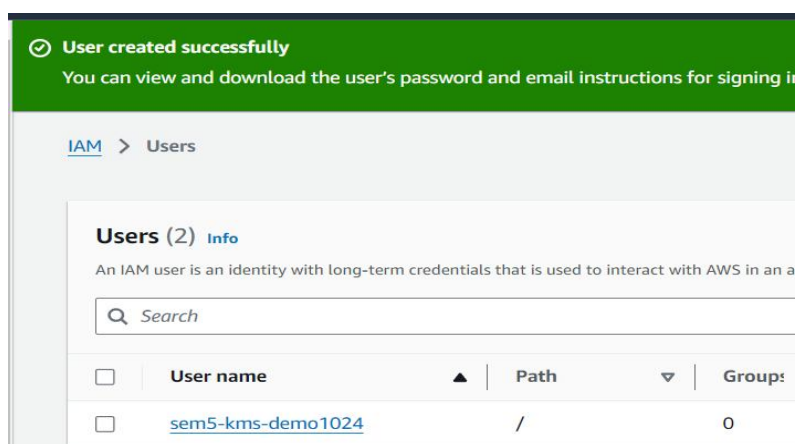 User created successfully
You can view and download the user's password and email instructions for signing
IAM > Users
Users (2) Info
An IAM user is an identity with long-term credentials that is used to interact with AWS in an
Search
User name Path Groups
sem5-kms-demo1024 / 0